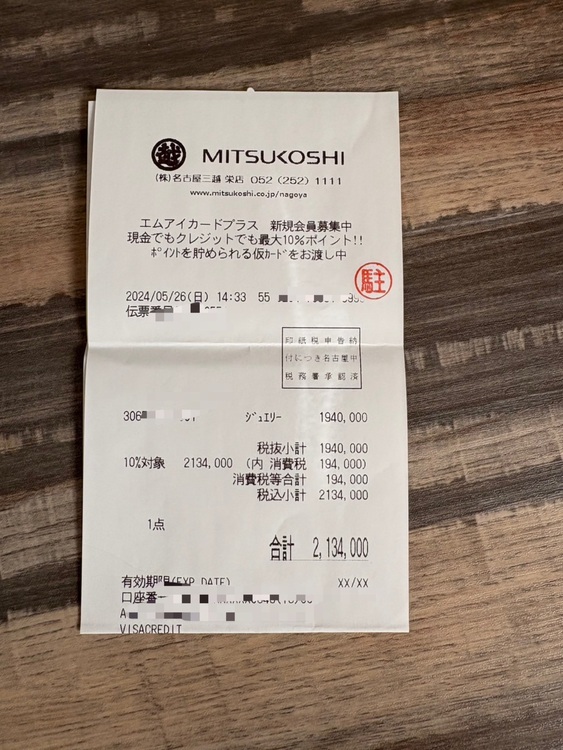 越 MITSUKOSHI
(株)名古屋三越 栄店 052 (252) 1111
www.mitsukoshi.co.jp/nagoya
エムアイカードプラス 新規会員募集中
現金でもクレジットでも最大10%ポイント!!
ﾎﾟｲﾝﾄを貯められる仮ｶｰﾄﾞをお渡し中
駐
2024/05/26(日) 14:33 55
伝票番号
印紙税申告納
付につき名古屋中
税務署承認済
306 ｼﾞｭｴﾘｰ 1940,000
税抜小計 1940,000
10%対象 2134,000 (内 消費税 194,000)
消費税等合計 194,000
税込小計 2134,000
1点
合計 2,134,000
有効期限(EXP DATE) XX/XX
口座番
A
VISACREDIT